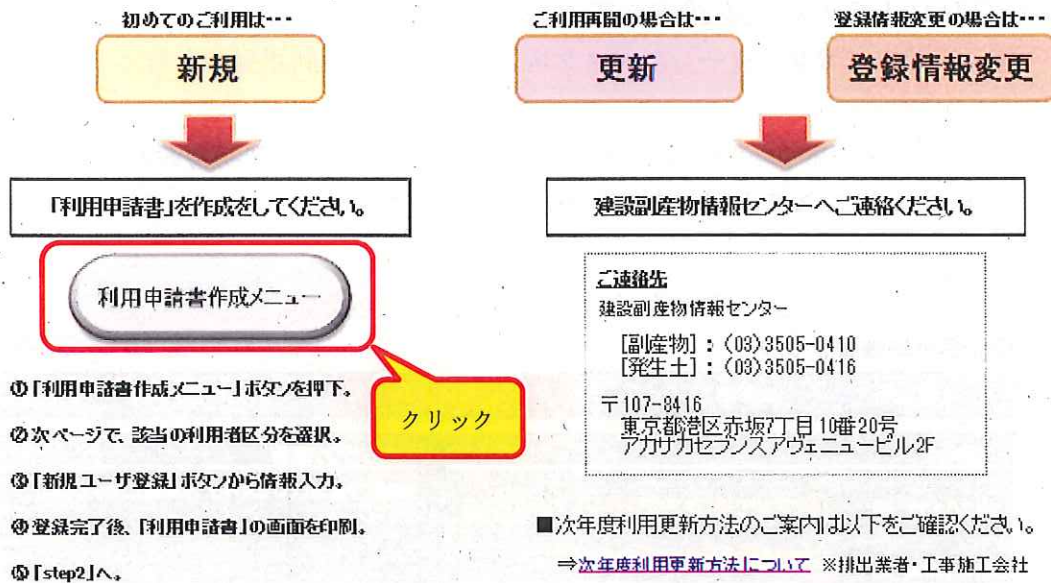 初めてのご利用は・・・
新規
「利用申請書」を作成をしてください。
利用申請書作成メニュー
クリック
①「利用申請書作成メニュー」ボタンを押下。
②次ページで、該当の利用者区分を選択。
③「新規ユーザ登録」ボタンから情報入力。
④登録完了後、「利用申請書」の画面を印刷。
⑤「step2」へ。
ご利用再開の場合は・・・
更新
登録情報変更の場合は・・・
登録情報変更
建設副産物情報センターへご連絡ください。
ご連絡先
建設副産物情報センター
[副産物]：(03)3505-0410
[発生土]：(03)3505-0416
〒107-8416
東京都港区赤坂7丁目10番20号
アカサカセブンスアヴェニュービル2F
■次年度利用更新方法のご案内は以下をご確認ください。
⇒次年度利用更新方法について ※排出業者・工事施工会社